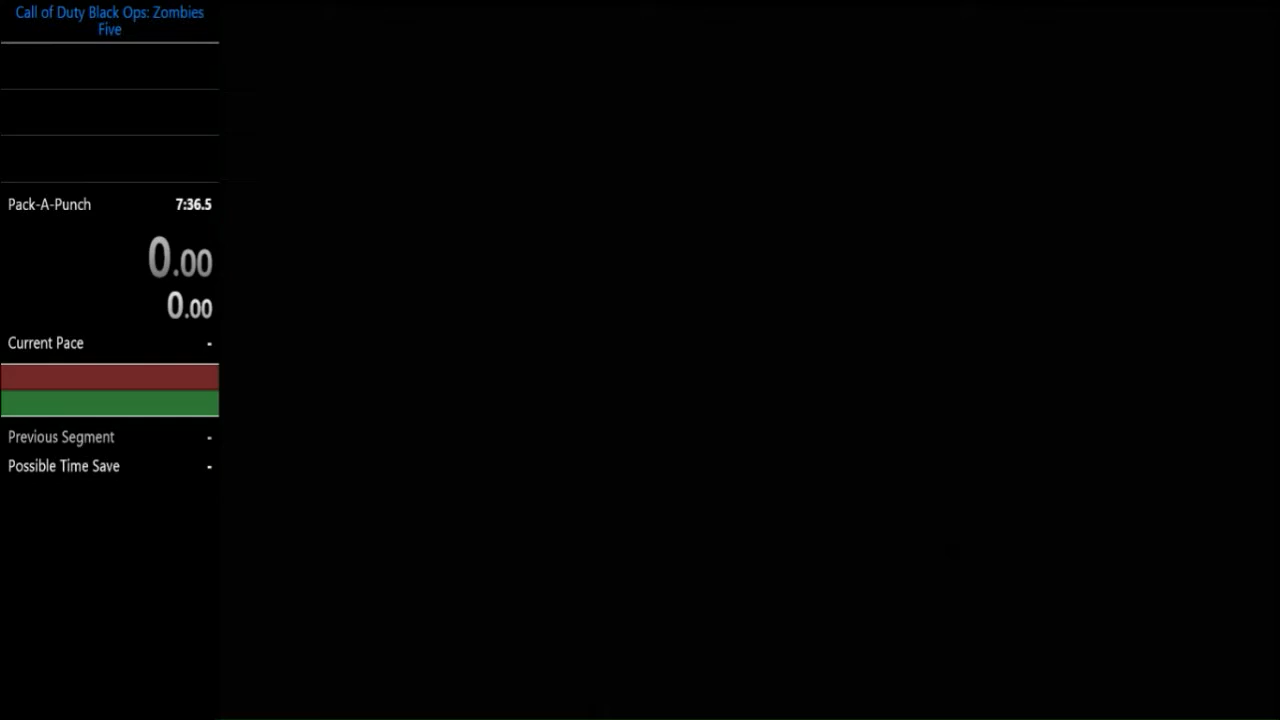 Call of Duty Black Ops: Zombies
Five
Pack-A-Punch 7:36.5
0.00
0.00
Current Pace -
Previous Segment -
Possible Time Save -